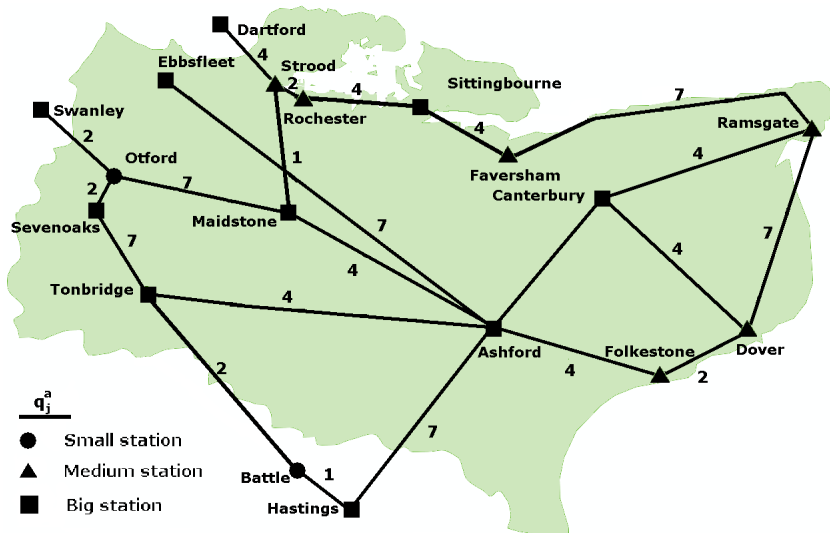 Dartford
4
Ebbsfleet
Strood
2
4
Sittingbourne
Swanley
Rochester
7
Ramsgate
2
4
Otford
1
Faversham
4
7
Canterbury
2
Sevenoaks
Maidstone
7
7
7
4
4
Tonbridge
4
Ashford
Folkestone
Dover
4
2
2
q_j^a
7
Small station
Medium station
Battle
1
Big station
Hastings